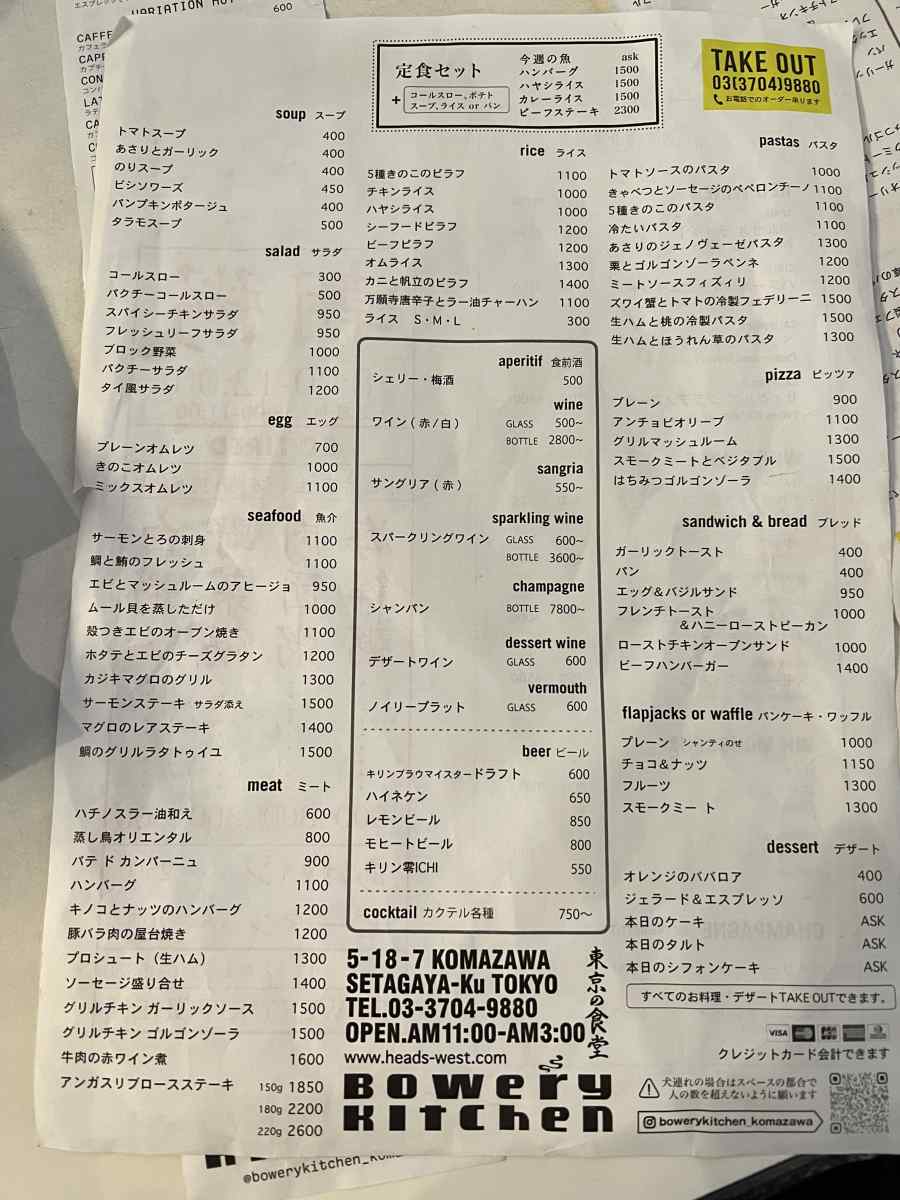 VARIATION
600
定食セット
+ コールスロー、ポテト
スープ、ライス or パン
今週の魚 ask
ハンバーグ 1500
ハヤシライス 1500
カレーライス 1500
ビーフステーキ 2300
TAKE OUT
03(3704)9880
お電話でのオーダー承ります
soup スープ
トマトスープ 400
あさりとガーリック 400
のりスープ 400
ビシソワーズ 450
パンプキンポタージュ 400
タラモスープ 500
salad サラダ
コールスロー 300
パクチーコールスロー 500
スパイシーチキンサラダ 950
フレッシュリーフサラダ 950
ブロック野菜 1000
パクチーサラダ 1100
タイ風サラダ 1200
egg エッグ
プレーンオムレツ 700
きのこオムレツ 1000
ミックスオムレツ 1100
seafood 魚介
サーモンとろの刺身 1100
鯛と鮪のフレッシュ 1100
エビとマッシュルームのアヒージョ 950
ムール貝を蒸しただけ 1000
殻つきエビのオーブン焼き 1100
ホタテとエビのチーズグラタン 1200
カジキマグロのグリル 1300
サーモンステーキ サラダ添え 1500
マグロのレアステーキ 1400
鯛のグリルラタトゥイユ 1500
meat ミート
ハチノスラー油和え 600
蒸し鳥オリエンタル 800
パテ ド カンパーニュ 900
ハンバーグ 1100
キノコとナッツのハンバーグ 1200
豚バラ肉の屋台焼き 1200
プロシュート（生ハム） 1300
ソーセージ盛り合せ 1400
グリルチキン ガーリックソース 1500
グリルチキン ゴルゴンゾーラ 1500
牛肉の赤ワイン煮 1600
アンガスリブロースステーキ 150g 1850
180g 2200
220g 2600
rice ライス
5種きのこのピラフ 1100
チキンライス 1000
ハヤシライス 1000
シーフードピラフ 1200
ビーフピラフ 1200
オムライス 1300
カニと帆立のピラフ 1400
万願寺唐辛子とラー油チャーハン 1100
ライス S・M・L 300
aperitif 食前酒
シェリー・梅酒 500
wine
ワイン（赤/白） GLASS 500~
BOTTLE 2800~
sangria
サングリア（赤） 550~
sparkling wine
スパークリングワイン GLASS 600~
BOTTLE 3600~
champagne
シャンパン BOTTLE 7800~
dessert wine
デザートワイン GLASS 600
vermouth
ノイリープラット GLASS 600
beer ビール
キリンブラウマイスタードラフト 600
ハイネケン 650
レモンビール 850
モヒートビール 800
キリン零ICHI 550
cocktail カクテル各種 750～
5-18-7 KOMAZAWA
SETAGAYA-Ku TOKYO
TEL.03-3704-9880
OPEN.AM11:00-AM3:00
www.heads-west.com
東京の食堂
BOWERY
KITCHEN
pastas パスタ
トマトソースのパスタ 1000
きゃべつとソーセージのペペロンチーノ 1100
5種きのこのパスタ 1100
冷たいパスタ 1100
あさりのジェノヴェーゼパスタ 1300
栗とゴルゴンゾーラペンネ 1200
ミートソースフィズィリ 1200
ズワイ蟹とトマトの冷製フェデリーニ 1500
生ハムと桃の冷製パスタ 1500
生ハムとほうれん草のパスタ 1300
pizza ピッツァ
プレーン 900
アンチョビオリーブ 1100
グリルマッシュルーム 1300
スモークミートとベジタブル 1500
はちみつゴルゴンゾーラ 1400
sandwich & bread ブレッド
ガーリックトースト 400
パン 400
エッグ＆バジルサンド 950
フレンチトースト 1000
＆ハニーローストピーカン
ローストチキンオープンサンド 1000
ビーフハンバーガー 1400
flapjacks or waffle パンケーキ・ワッフル
プレーン シャンティのせ 1000
チョコ＆ナッツ 1150
フルーツ 1300
スモークミート 1300
dessert デザート
オレンジのババロア 400
ジェラード＆エスプレッソ 600
本日のケーキ ASK
本日のタルト ASK
本日のシフォンケーキ ASK
すべてのお料理・デザートTAKE OUTできます。
VISA
クレジットカード会計できます
犬連れの場合はスペースの都合で
人の数を超えないように願います
bowerykitchen_komazawa